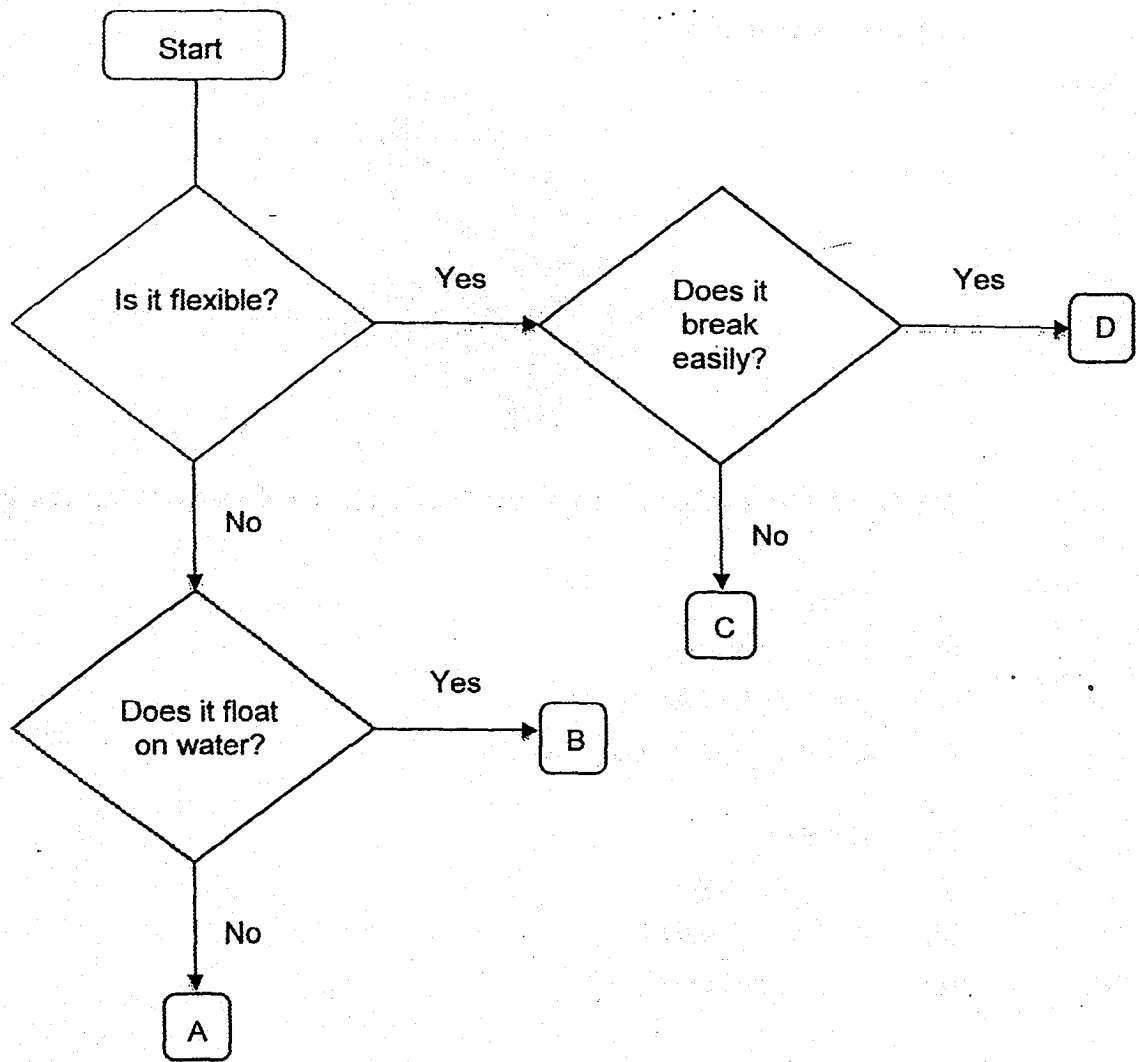 Start
Is it flexible?
Yes
Does it
break
easily?
Yes
D
No
No
C
Does it float
on water?
Yes
B
No
A